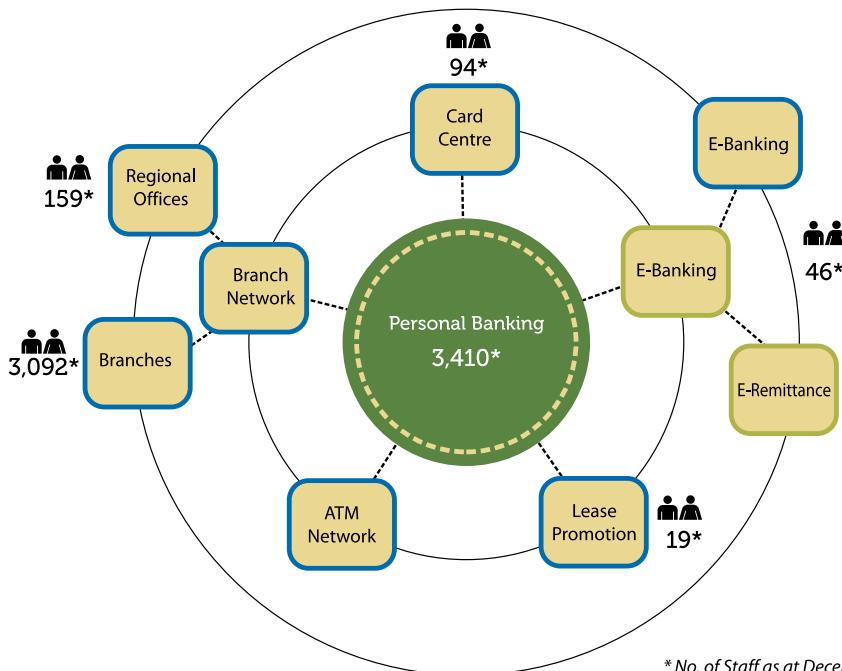 94*
Card
Centre
E-Banking
Regional
Offices
159*
Branch
Network
E-Banking
46*
Personal Banking
3,410*
Branches
3,092*
E-Remittance
ATM
Network
Lease
Promotion
19*
* No. of Staff as at